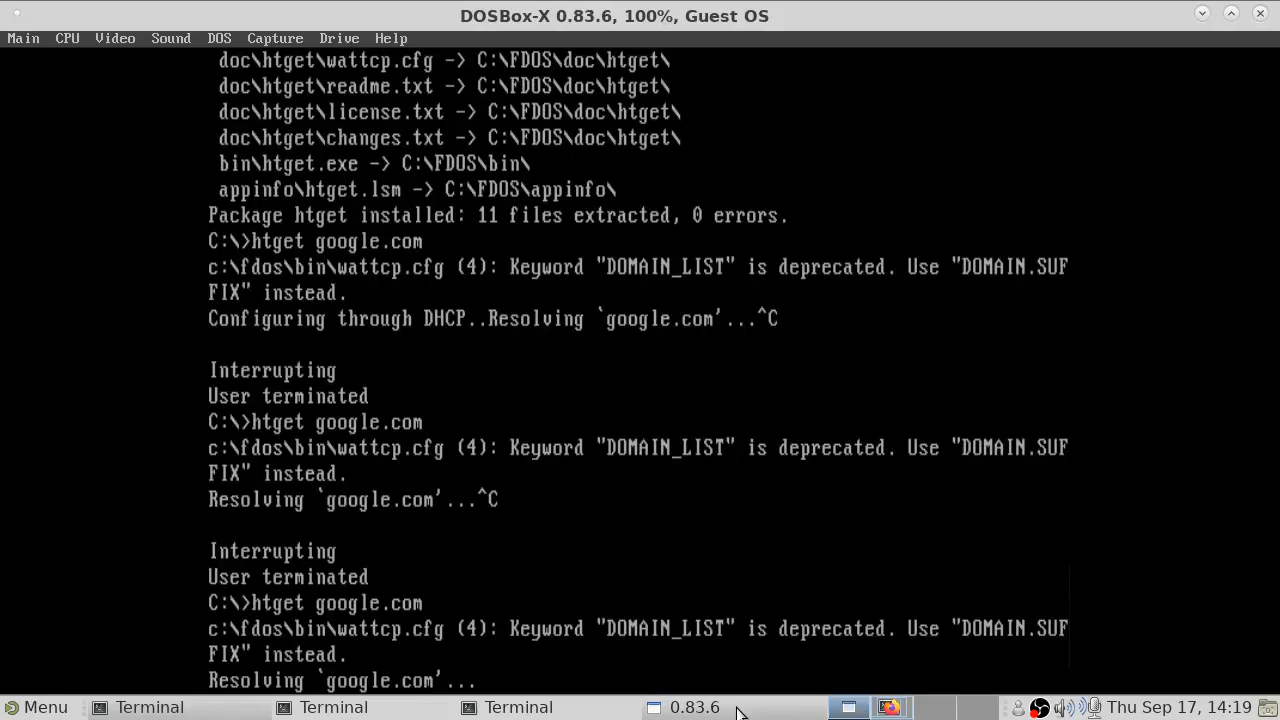 DOSBox-X 0.83.6, 100%, Guest OS
Main CPU Video Sound DOS Capture Drive Help
doc\htget\wattcp.cfg -> C:\FDOS\doc\htget\
doc\htget\readme.txt -> C:\FDOS\doc\htget\
doc\htget\license.txt -> C:\FDOS\doc\htget\
doc\htget\changes.txt -> C:\FDOS\doc\htget\
bin\htget.exe -> C:\FDOS\bin\
appinfo\htget.lsm -> C:\FDOS\appinfo\
Package htget installed: 11 files extracted, 0 errors.
C:\>htget google.com
c:\fdos\bin\wattcp.cfg (4): Keyword "DOMAIN_LIST" is deprecated. Use "DOMAIN.SUF
FIX" instead.
Configuring through DHCP..Resolving `google.com'...^C
Interrupting
User terminated
C:\>htget google.com
c:\fdos\bin\wattcp.cfg (4): Keyword "DOMAIN_LIST" is deprecated. Use "DOMAIN.SUF
FIX" instead.
Resolving `google.com'...^C
Interrupting
User terminated
C:\>htget google.com
c:\fdos\bin\wattcp.cfg (4): Keyword "DOMAIN_LIST" is deprecated. Use "DOMAIN.SUF
FIX" instead.
Resolving `google.com'...
Menu Terminal Terminal Terminal 0.83.6 Thu Sep 17, 14:19